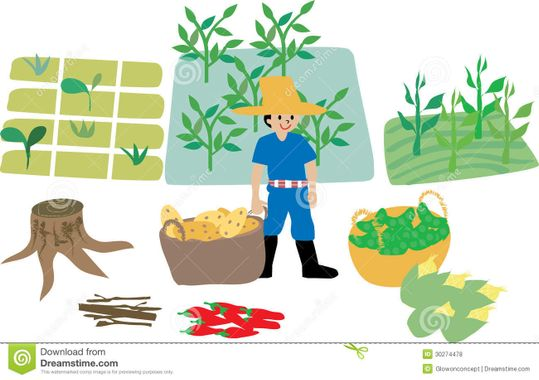 Download from
Dreamstime.com
This watermarked comp image is for previewing purposes only.
30274478
Glowonconcept | Dreamstime.com